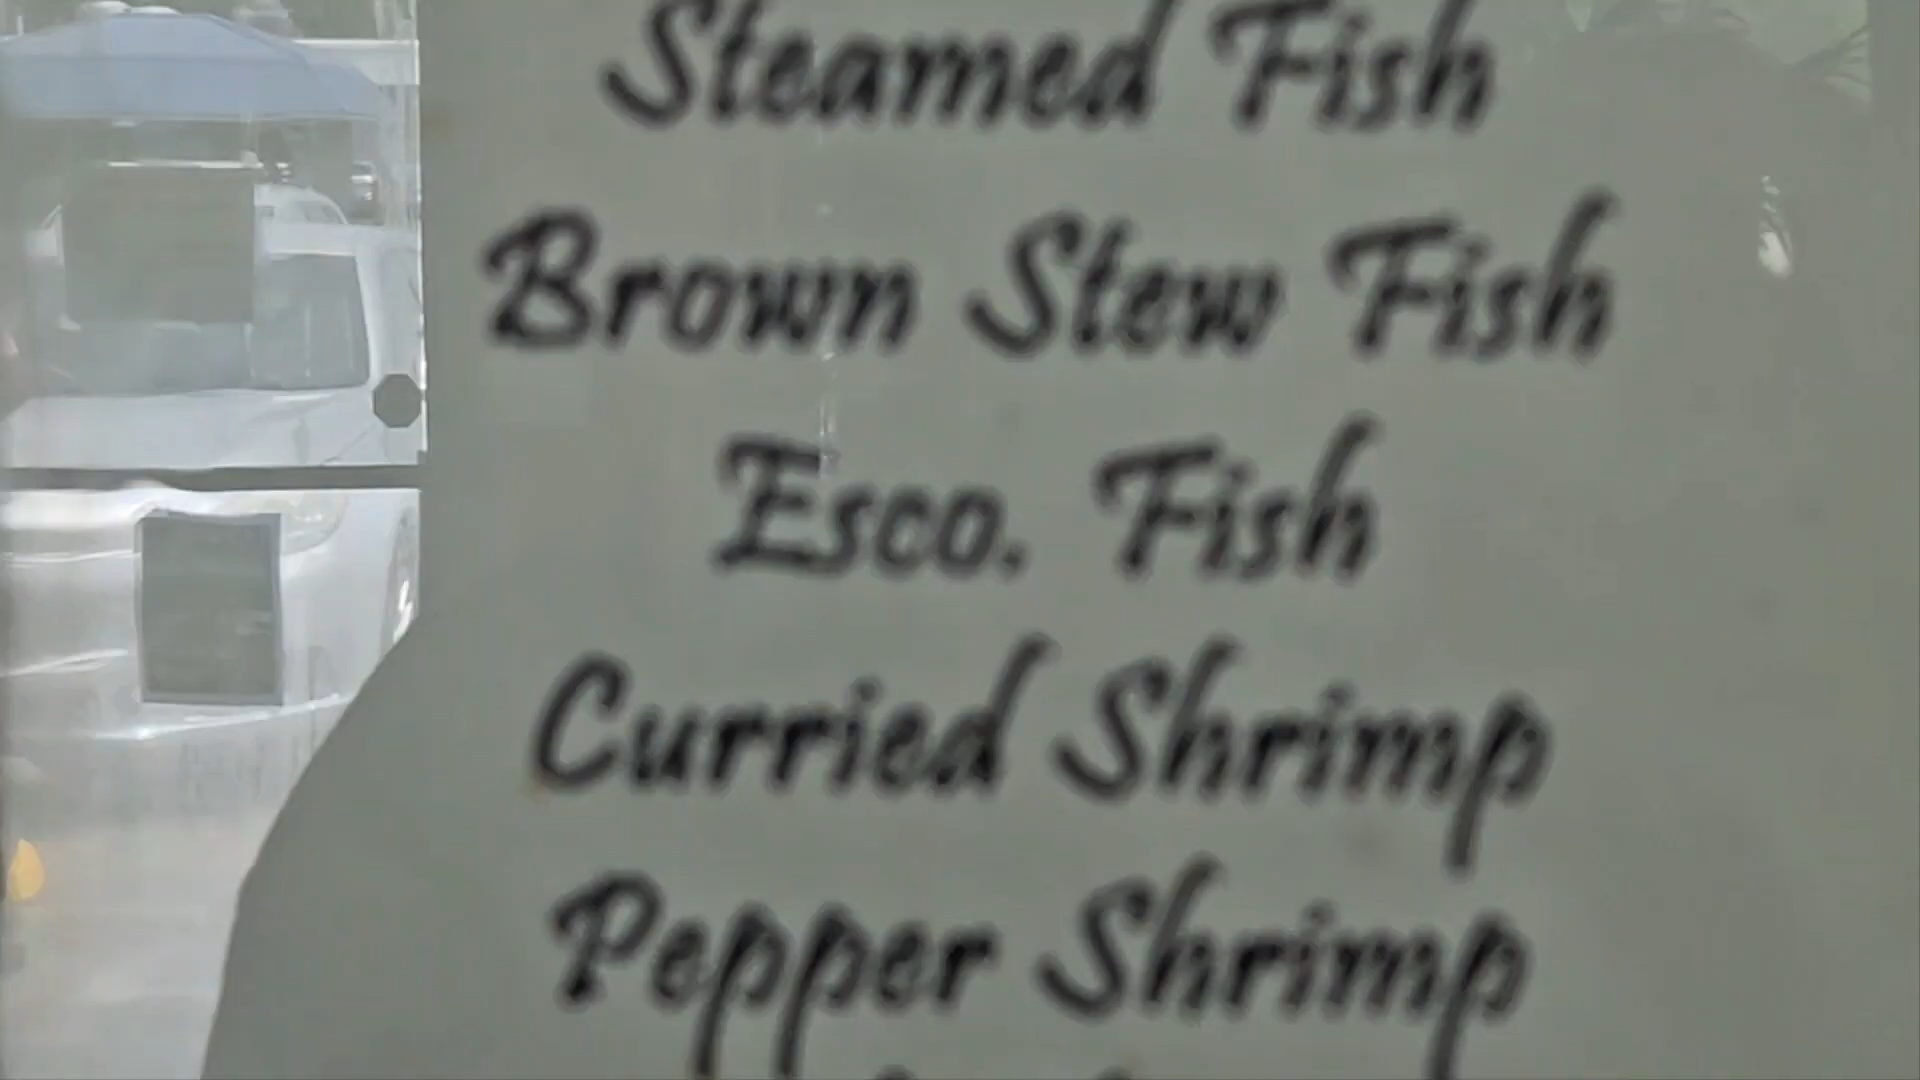 Steamed Fish
Brown Stew Fish
Esco. Fish
Curried Shrimp
Pepper Shrimp